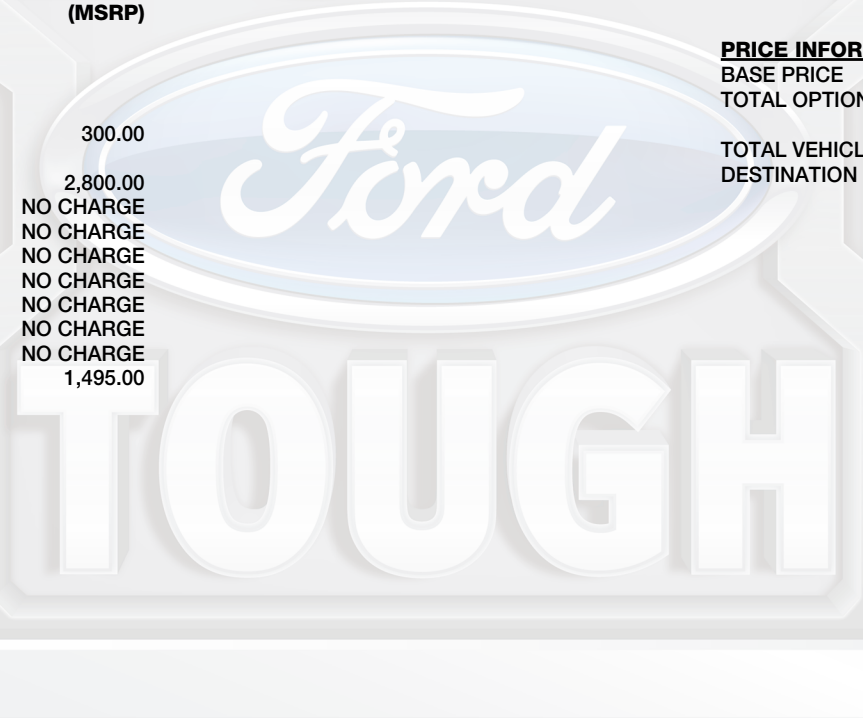 (MSRP)
300.00
2,800.00
NO CHARGE
NO CHARGE
NO CHARGE
NO CHARGE
NO CHARGE
NO CHARGE
NO CHARGE
1,495.00
PRICE INFOR
BASE PRICE
TOTAL OPTION
TOTAL VEHICL
DESTINATION
Ford
TOUGH